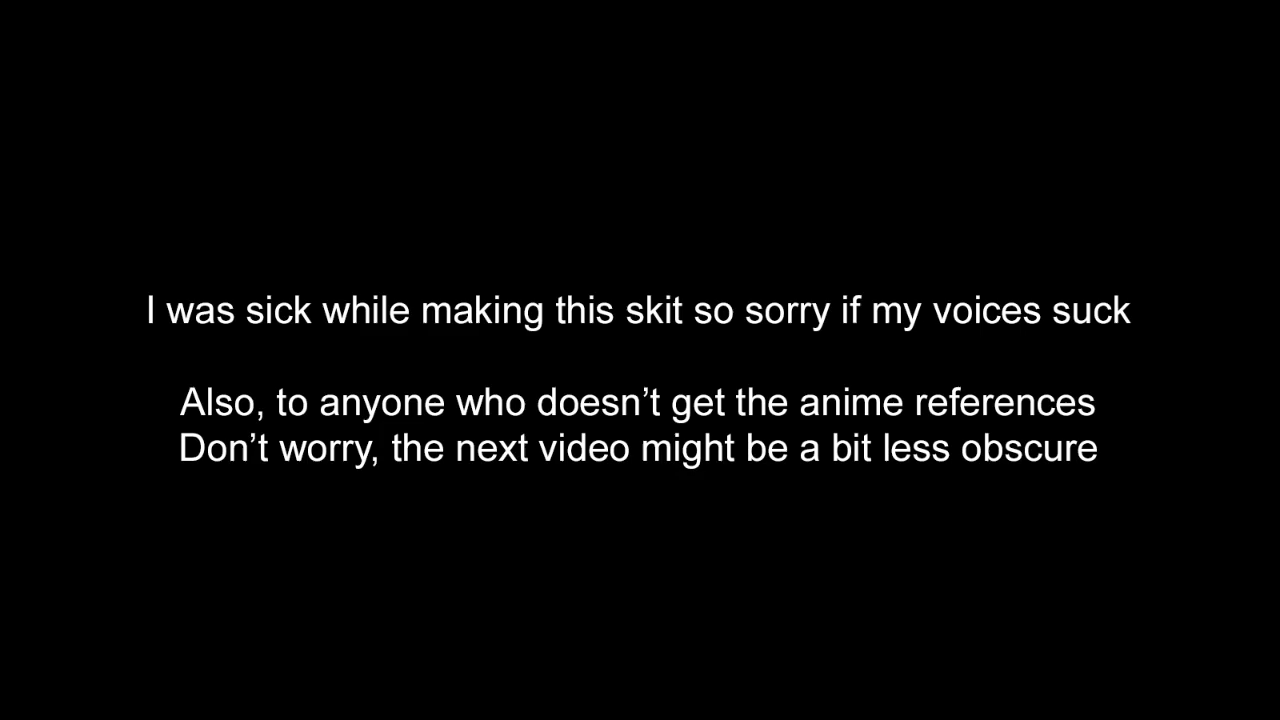 I was sick while making this skit so sorry if my voices suck
Also, to anyone who doesn’t get the anime references
Don’t worry, the next video might be a bit less obscure